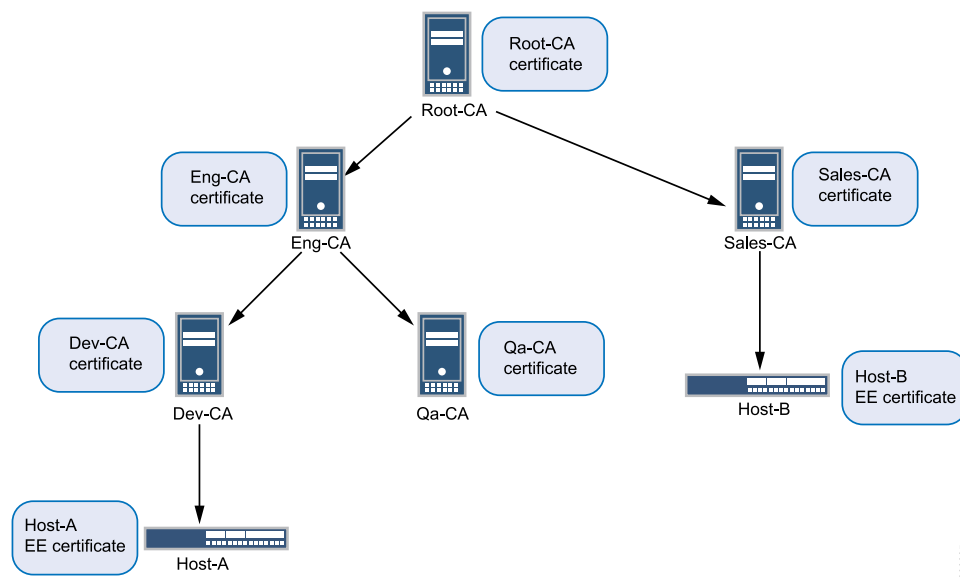 Root-CA
certificate
Root-CA
Eng-CA
certificate
Eng-CA
Sales-CA
certificate
Sales-CA
Dev-CA
certificate
Dev-CA
Qa-CA
certificate
Qa-CA
Host-B
Host-B
EE certificate
Host-A
EE certificate
Host-A